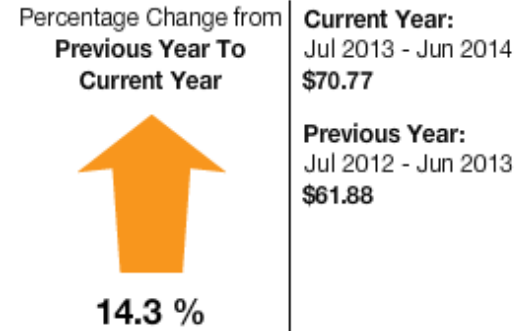 Percentage Change from
Previous Year To
Current Year
14.3 %
Current Year:
Jul 2013 - Jun 2014
$70.77
Previous Year:
Jul 2012 - Jun 2013
$61.88